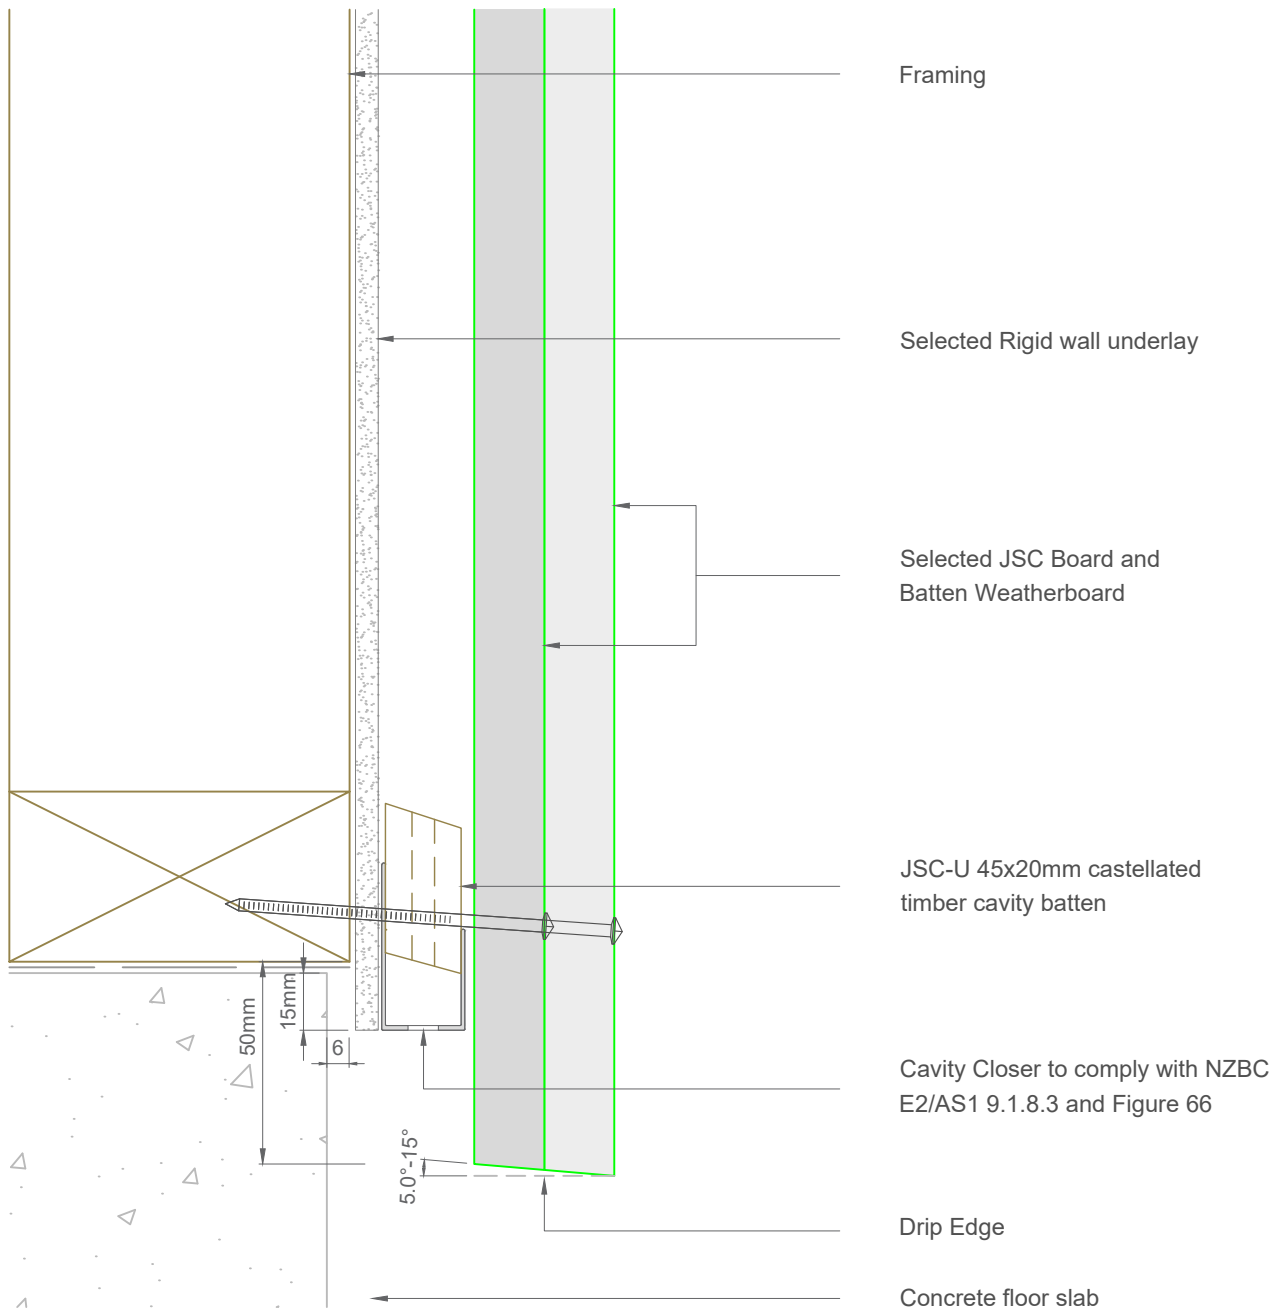 Framing
Selected Rigid wall underlay
Selected JSC Board and
Batten Weatherboard
JSC-U 45x20mm castellated
timber cavity batten
15mm
50mm
6
Cavity Closer to comply with NZBC
E2/AS1 9.1.8.3 and Figure 66
5.0°-15°
Drip Edge
Concrete floor slab